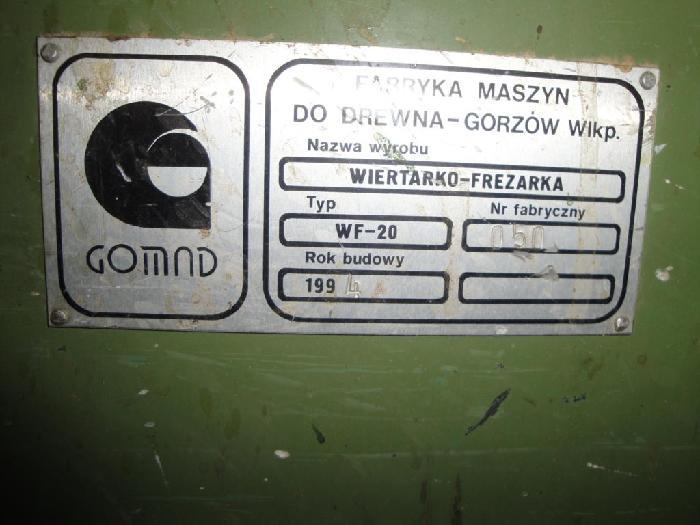 GOMAD
FABRYKA MASZYN
DO DREWNA-GORZÓW Wlkp.
Nazwa wyrobu
WIERTARKO-FREZARKA
Typ
Nr fabryczny
WF-20
050
Rok budowy
1994